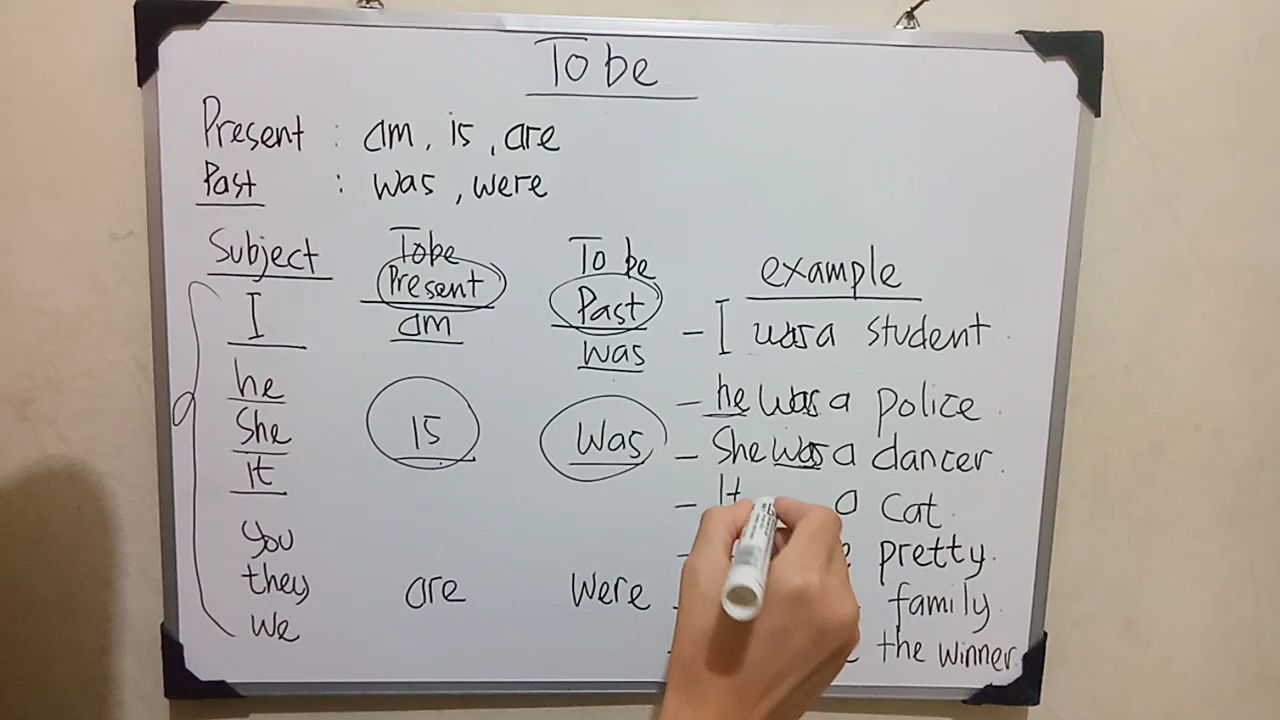 To be
Present : am, is, are
Past : was, were
Subject
Tobe Present
To be Past
example
I
am
was
- I was a student.
he
She
It
is
was
- he was a police.
- She was a dancer.
- It a cat.
you
they
we
are
were
pretty.
family.
the winner.